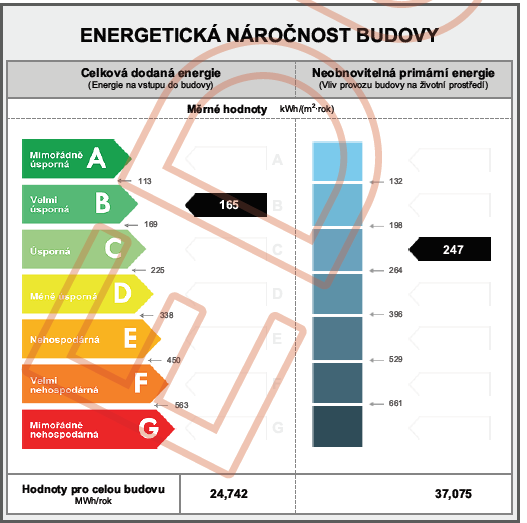 ENERGETICKÁ NÁROČNOST BUDOVY
Celková dodaná energie
(Energie na vstupu do budovy)
Neobnovitelná primární energie
(Vliv provozu budovy na životní prostředí)
Měrné hodnoty kWh/(m²·rok)
Mimořádně úsporná A
A
113
132
Velmi úsporná B
165
B
169
198
Úsporná C
C
247
225
264
Méně úsporná D
D
338
396
Nehospodárná E
E
450
529
Velmi nehospodárná F
F
563
661
Mimořádně nehospodárná G
G
Hodnoty pro celou budovu
MWh/rok
24,742
37,075